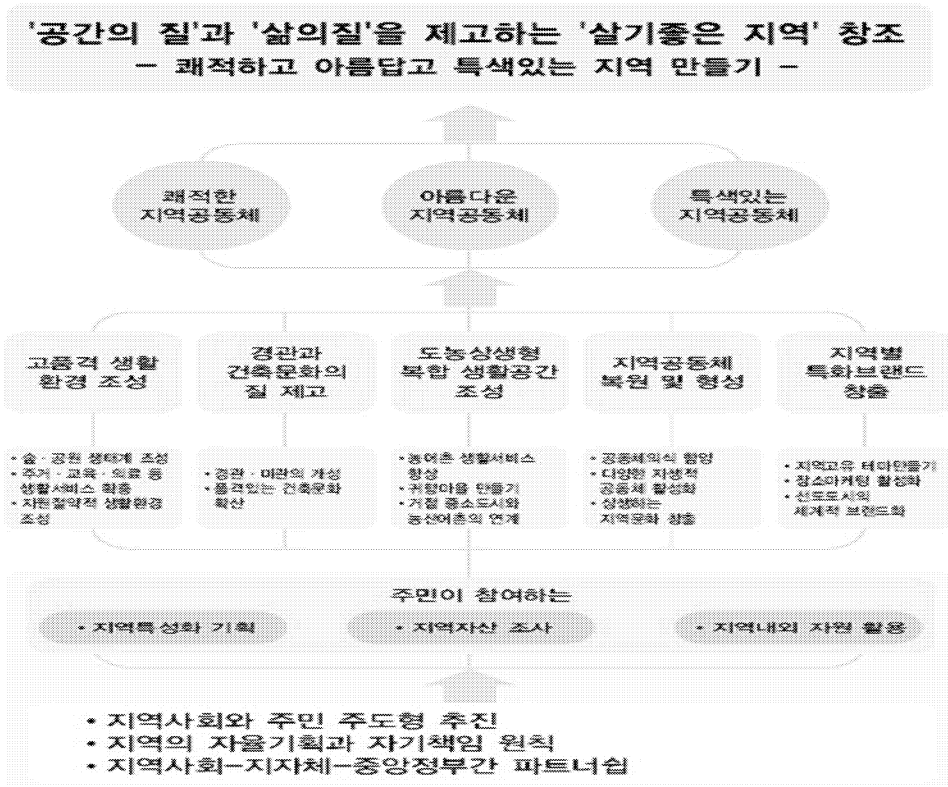 '공간의 질'과 '삶의질'을 제고하는 '살기좋은 지역' 창조
- 쾌적하고 아름답고 특색있는 지역 만들기 -
쾌적한
지역공동체
아름다운
지역공동체
특색있는
지역공동체
고품격 생활
환경 조성
경관과
건축문화의
질 제고
도농상생형
복합 생활공간
조성
지역공동체
복원 및 형성
지역별
특화브랜드
창출
• 숲·공원 생태계 조성
• 주거·교육·의료 등
생활서비스 확충
• 자원절약적 생활환경
조성
• 경관·미관의 개성
• 품격있는 건축문화
확산
• 농어촌 생활서비스
향상
• 귀향마을 만들기
• 거점 중소도시와
농산어촌의 연계
• 공동체의식 함양
• 다양한 자생적
공동체 활성화
• 상생하는
지역문화 창출
• 지역고유 테마만들기
• 장소마케팅 활성화
• 선도도시의
세계적 브랜드화
주민이 참여하는
• 지역특성화 기획
• 지역자산 조사
• 지역내외 자원 활용
• 지역사회와 주민 주도형 추진
• 지역의 자율기획과 자기책임 원칙
• 지역사회-지자체-중앙정부간 파트너쉽